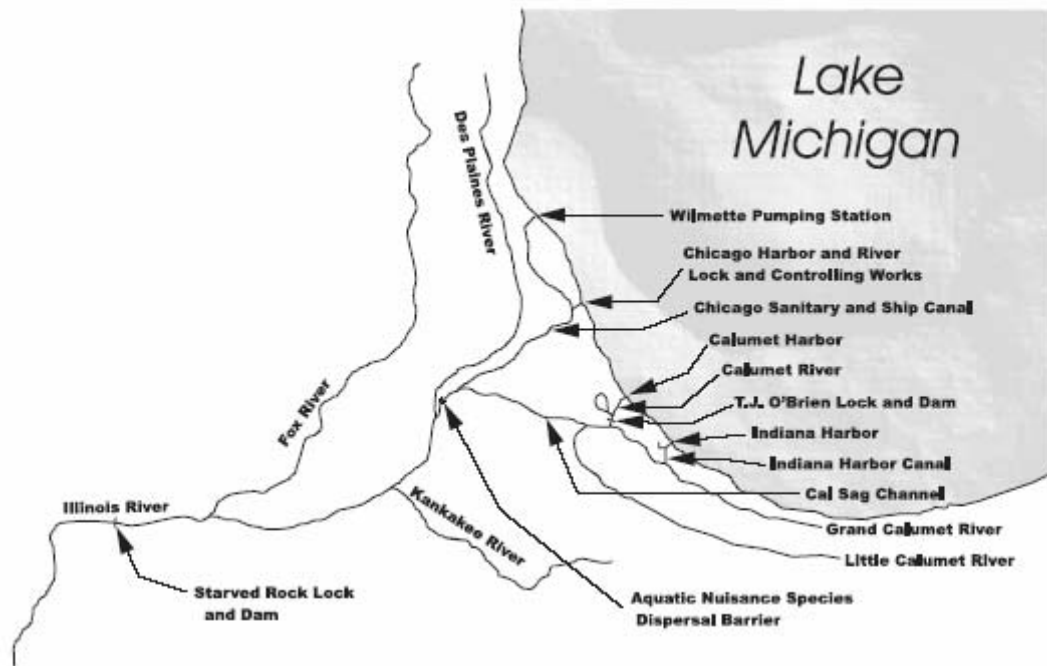 Lake
Michigan
Des Plaines River
Wilmette Pumping Station
Chicago Harbor and River
Lock and Controlling Works
Chicago Sanitary and Ship Canal
Calumet Harbor
Calumet River
T.J. O'Brien Lock and Dam
Fox River
Indiana Harbor
Indiana Harbor Canal
Cal Sag Channel
Illinois River
Kankakee River
Grand Calumet River
Little Calumet River
Starved Rock Lock
and Dam
Aquatic Nuisance Species
Dispersal Barrier